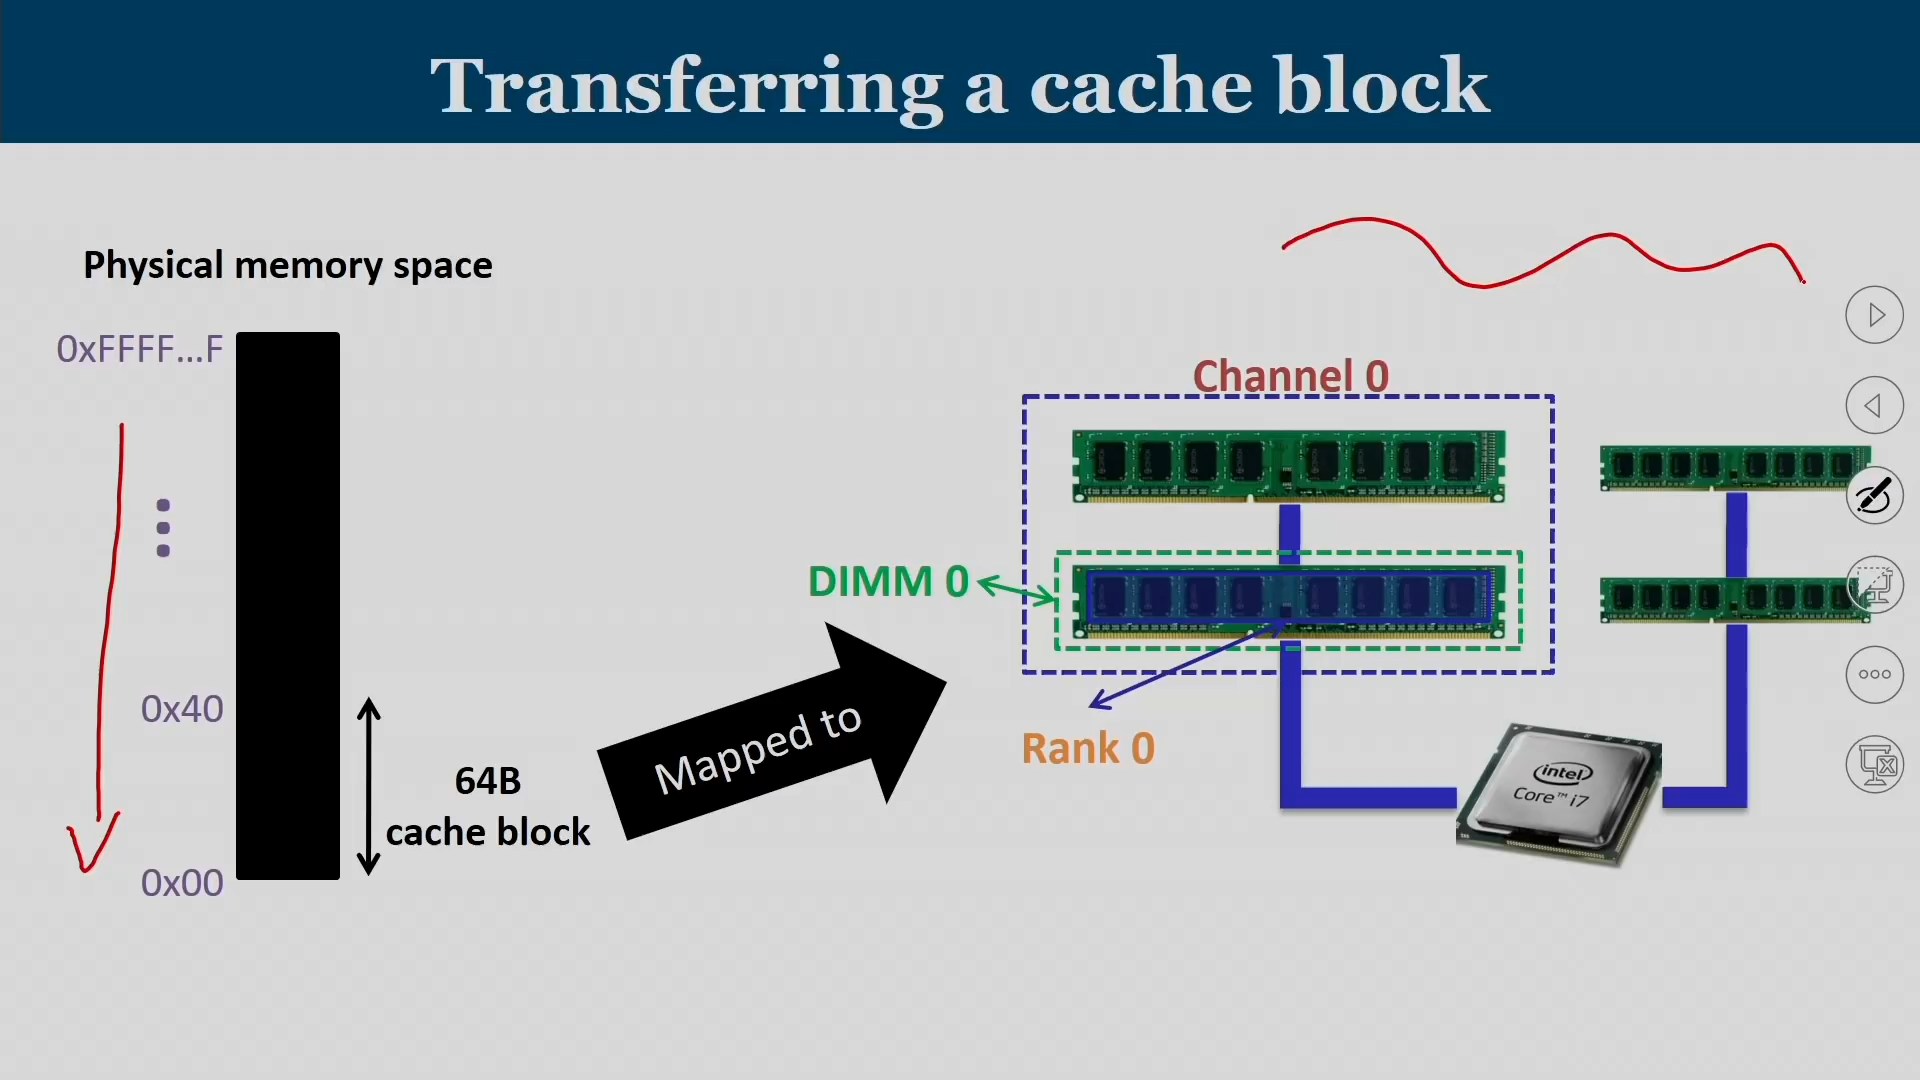 Transferring a cache block
Physical memory space
0xFFFF...F
0x40
0x00
64B
cache block
Mapped to
Channel 0
DIMM 0
Rank 0
intel
Core™ i7